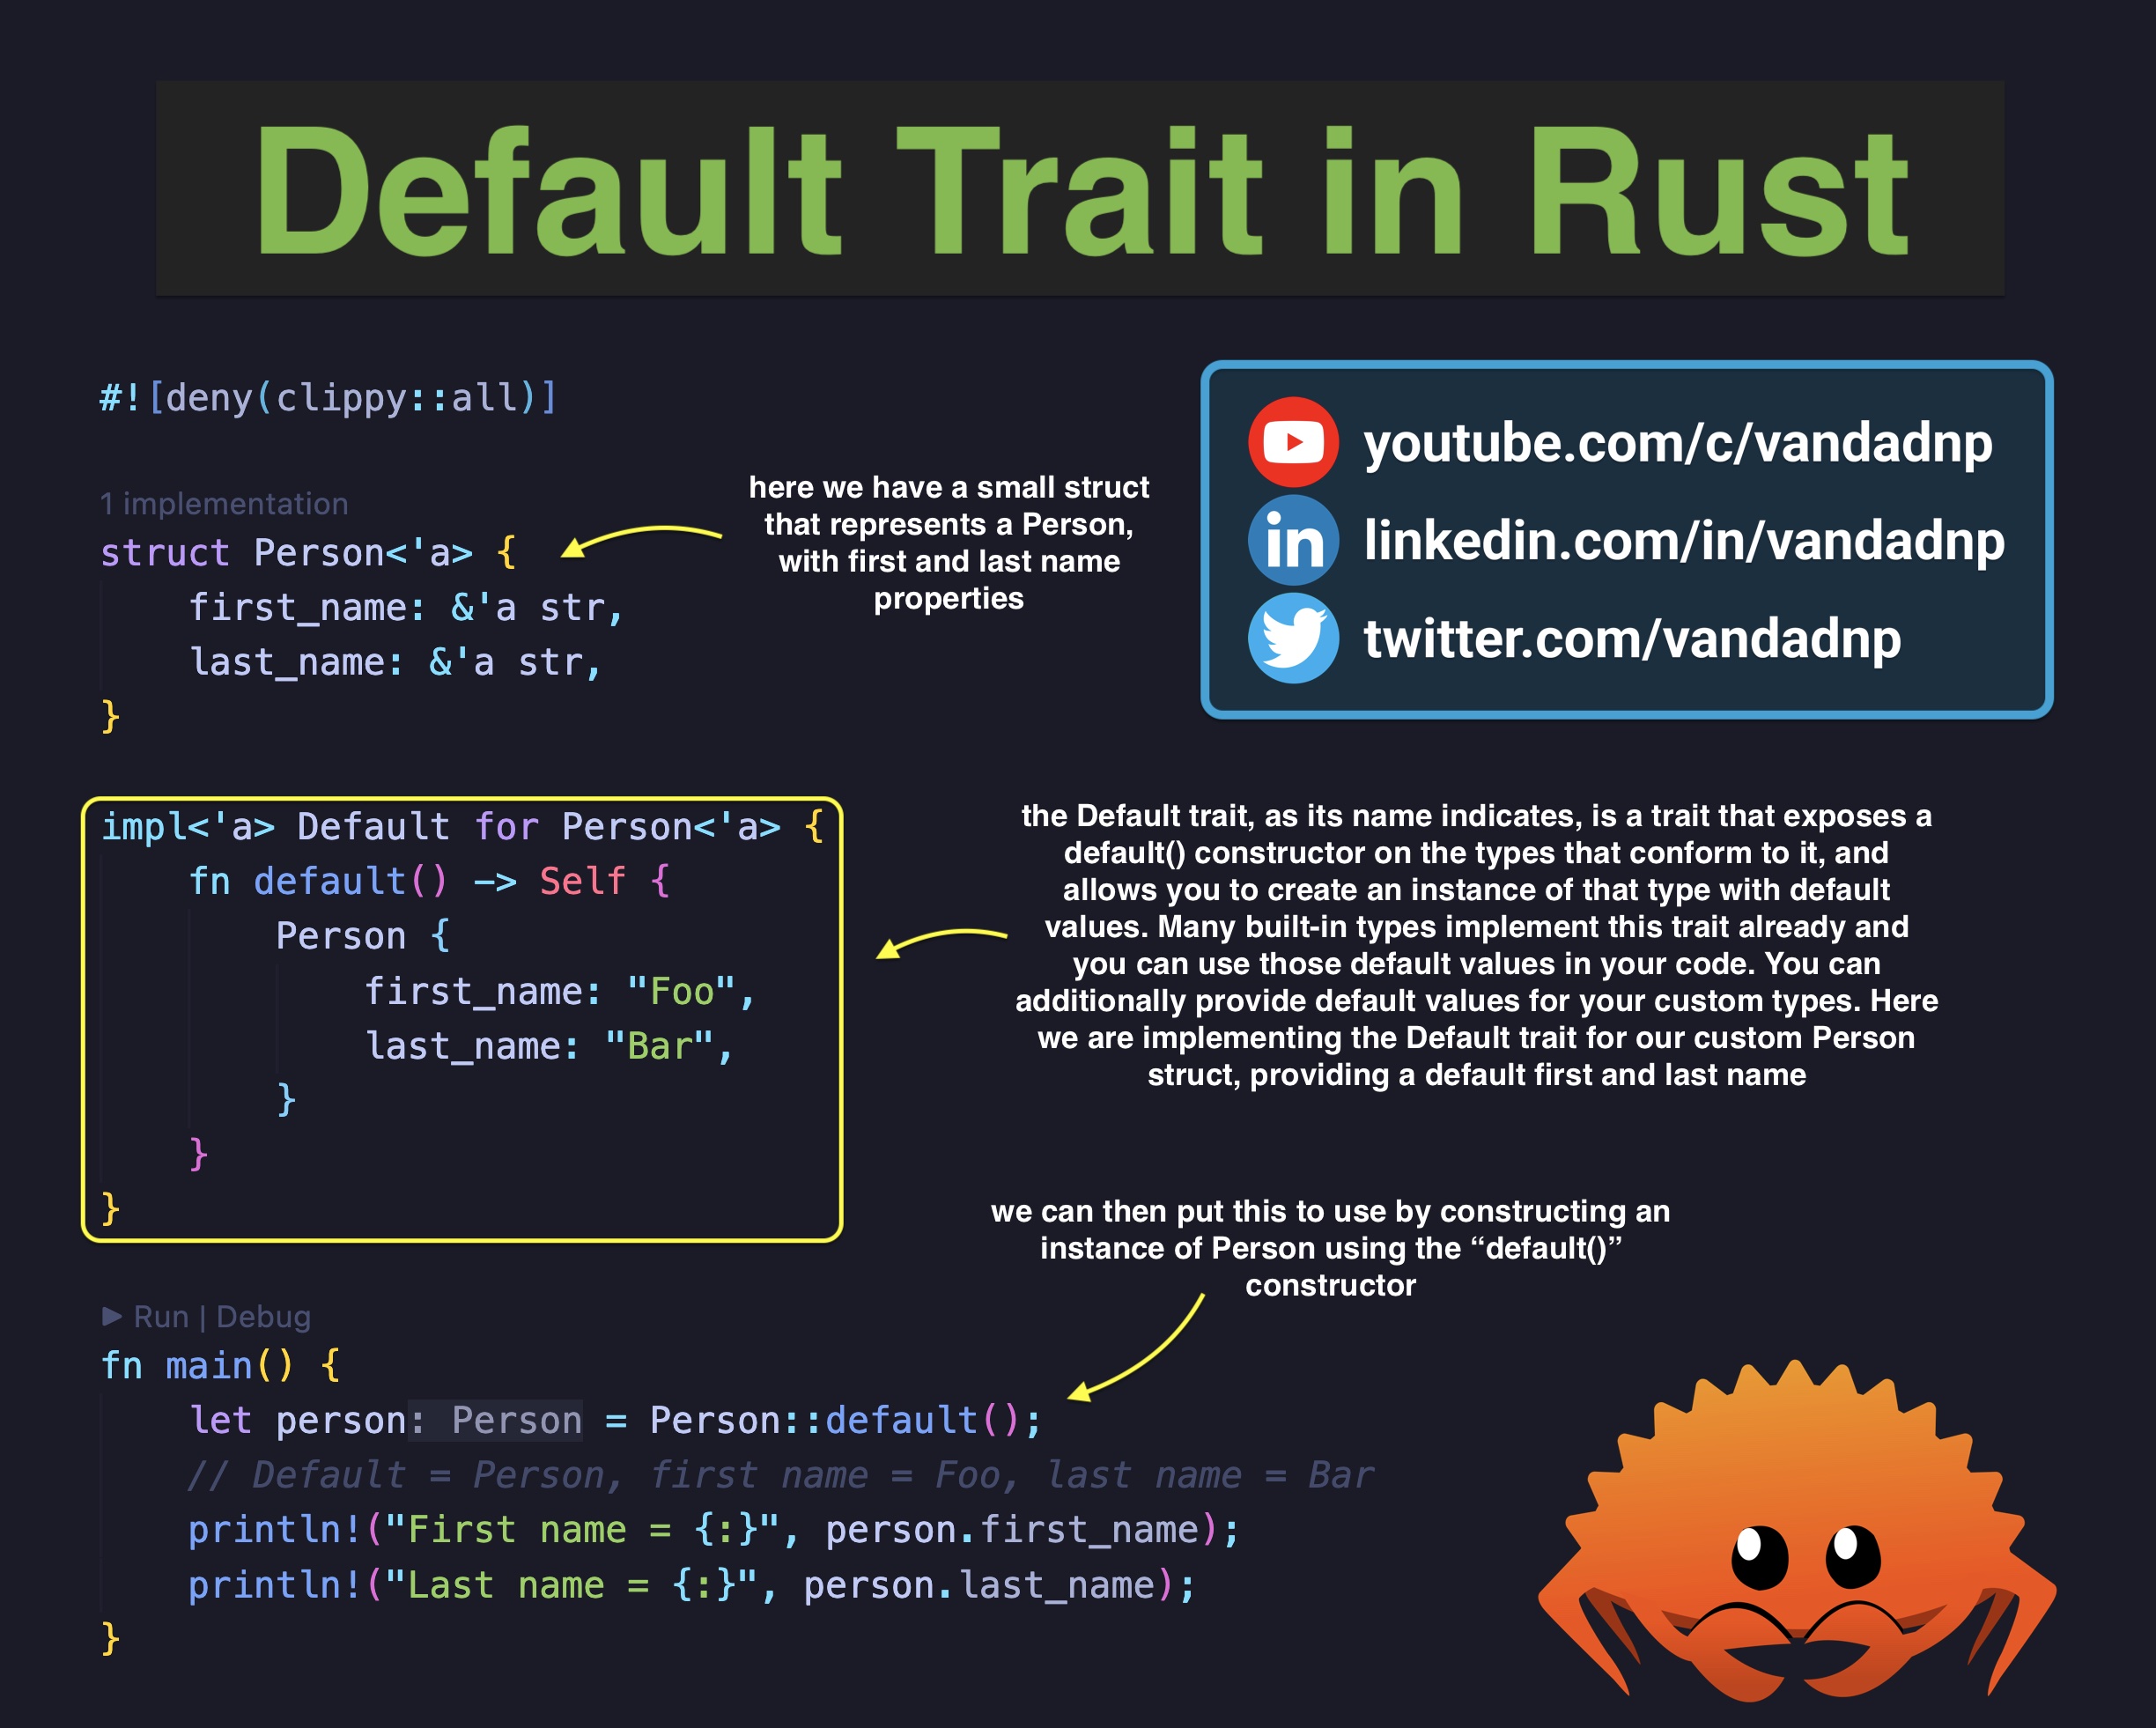 Default Trait in Rust
#![deny(clippy::all)]
1 implementation
struct Person<'a> {
    first_name: &'a str,
    last_name: &'a str,
}
here we have a small struct
that represents a Person,
with first and last name
properties
youtube.com/c/vandadnp
in linkedin.com/in/vandadnp
twitter.com/vandadnp
impl<'a> Default for Person<'a> {
    fn default() -> Self {
        Person {
            first_name: "Foo",
            last_name: "Bar",
        }
    }
}
the Default trait, as its name indicates, is a trait that exposes a
default() constructor on the types that conform to it, and
allows you to create an instance of that type with default
values. Many built-in types implement this trait already and
you can use those default values in your code. You can
additionally provide default values for your custom types. Here
we are implementing the Default trait for our custom Person
struct, providing a default first and last name
we can then put this to use by constructing an
instance of Person using the “default()”
constructor
▶ Run | Debug
fn main() {
    let person: Person = Person::default();
    // Default = Person, first name = Foo, last name = Bar
    println!("First name = {:}", person.first_name);
    println!("Last name = {:}", person.last_name);
}